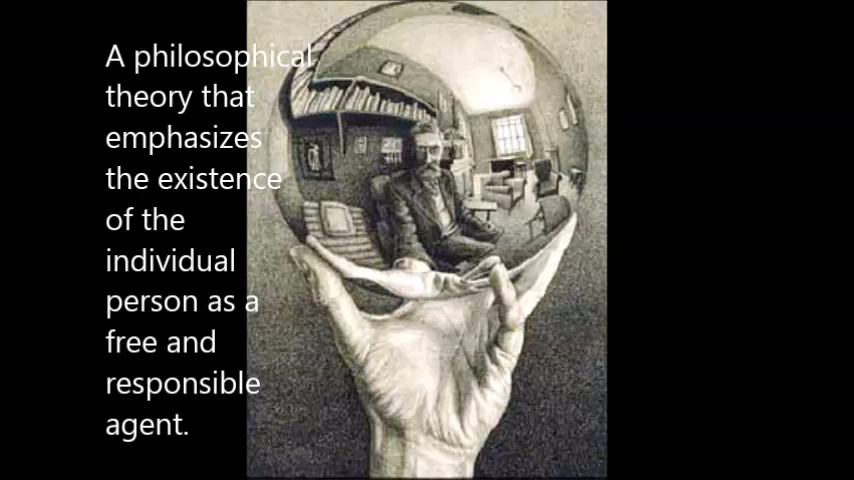 A philosophical
theory that
emphasizes
the existence
of the
individual
person as a
free and
responsible
agent.